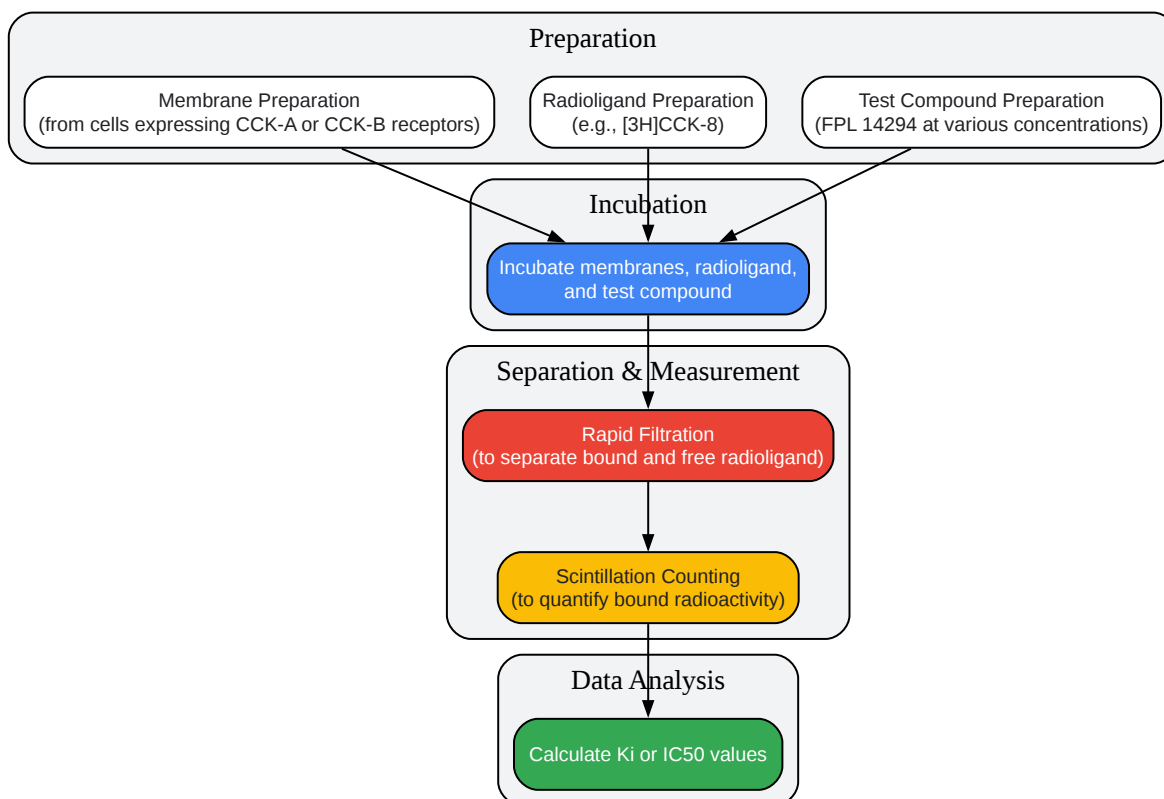 Preparation
Membrane Preparation
(from cells expressing CCK-A or CCK-B receptors)
Radioligand Preparation
(e.g., [3H]CCK-8)
Test Compound Preparation
(FPL 14294 at various concentrations)
Incubation
Incubate membranes, radioligand,
and test compound
Separation & Measurement
Rapid Filtration
(to separate bound and free radioligand)
Scintillation Counting
(to quantify bound radioactivity)
Data Analysis
Calculate Ki or IC50 values